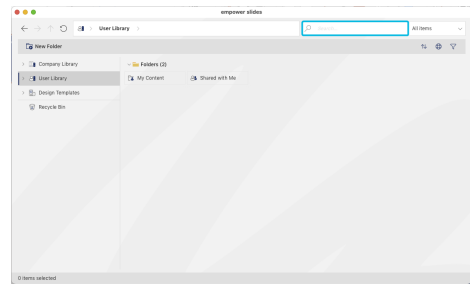 empower slides
User Library
Search...
All Items
New Folder
Company Library
User Library
Design Templates
Recycle Bin
Folders (2)
My Content
Shared with Me
0 items selected